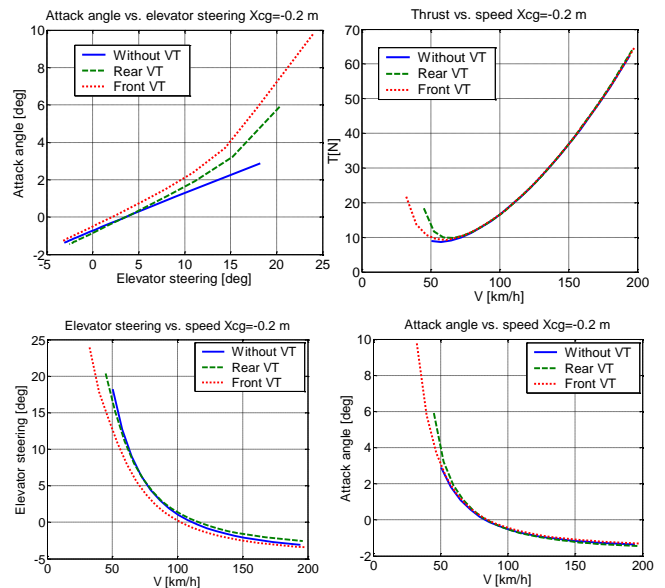 Attack angle vs. elevator steering Xcg=-0.2 m
Without VT
Rear VT
Front VT
Attack angle [deg]
10
8
6
4
2
0
-2
-5 0 5 10 15 20 25
Elevator steering [deg]
Thrust vs. speed Xcg=-0.2 m
Without VT
Rear VT
Front VT
T[N]
70
60
50
40
30
20
10
0
0 50 100 150 200
V [km/h]
Elevator steering vs. speed Xcg=-0.2 m
Without VT
Rear VT
Front VT
Elevator steering [deg]
25
20
15
10
5
0
-5
0 50 100 150 200
V [km/h]
Attack angle vs. speed Xcg=-0.2 m
Without VT
Rear VT
Front VT
Attack angle [deg]
10
8
6
4
2
0
-2
0 50 100 150 200
V [km/h]